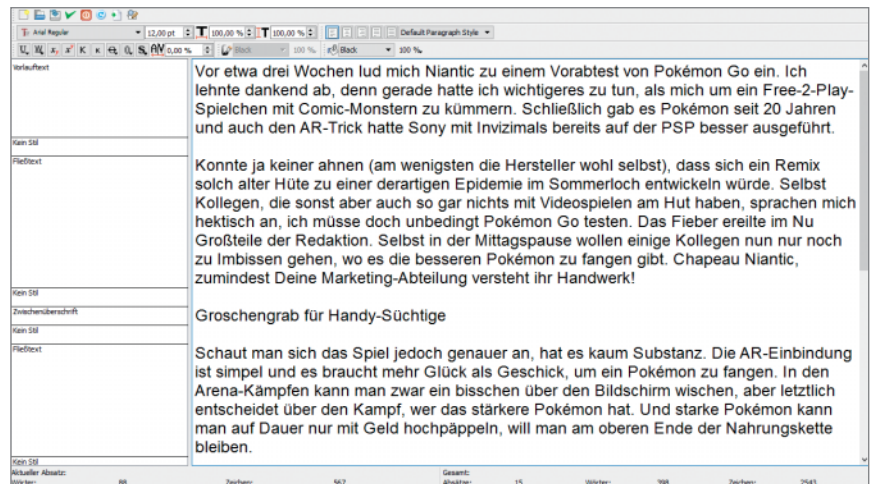 Arial Regular 12,00 pt 100,00 % 100,00 % Default Paragraph Style
0,00 % Black 100 % Black 100 %
Vorlauftext
Vor etwa drei Wochen lud mich Niantic zu einem Vorabtest von Pokémon Go ein. Ich
lehnte dankend ab, denn gerade hatte ich wichtigeres zu tun, als mich um ein Free-2-Play-
Spielchen mit Comic-Monstern zu kümmern. Schließlich gab es Pokémon seit 20 Jahren
und auch den AR-Trick hatte Sony mit Invizimals bereits auf der PSP besser ausgeführt.
Kein Stil
Fließtext
Konnte ja keiner ahnen (am wenigsten die Hersteller wohl selbst), dass sich ein Remix
solch alter Hüte zu einer derartigen Epidemie im Sommerloch entwickeln würde. Selbst
Kollegen, die sonst aber auch so gar nichts mit Videospielen am Hut haben, sprachen mich
hektisch an, ich müsse doch unbedingt Pokémon Go testen. Das Fieber ereilte im Nu
Großteile der Redaktion. Selbst in der Mittagspause wollen einige Kollegen nun nur noch
zu Imbissen gehen, wo es die besseren Pokémon zu fangen gibt. Chapeau Niantic,
zumindest Deine Marketing-Abteilung versteht ihr Handwerk!
Kein Stil
Zwischenüberschrift
Groschengrab für Handy-Süchtige
Kein Stil
Fließtext
Schaut man sich das Spiel jedoch genauer an, hat es kaum Substanz. Die AR-Einbindung
ist simpel und es braucht mehr Glück als Geschick, um ein Pokémon zu fangen. In den
Arena-Kämpfen kann man zwar ein bisschen über den Bildschirm wischen, aber letztlich
entscheidet über den Kampf, wer das stärkere Pokémon hat. Und starke Pokémon kann
man auf Dauer nur mit Geld hochpäppeln, will man am oberen Ende der Nahrungskette
bleiben.
Kein Stil
Aktueller Absatz: Gesamt:
Wörter: 88 Zeichen: 567 Absätze: 15 Wörter: 398 Zeichen: 2543